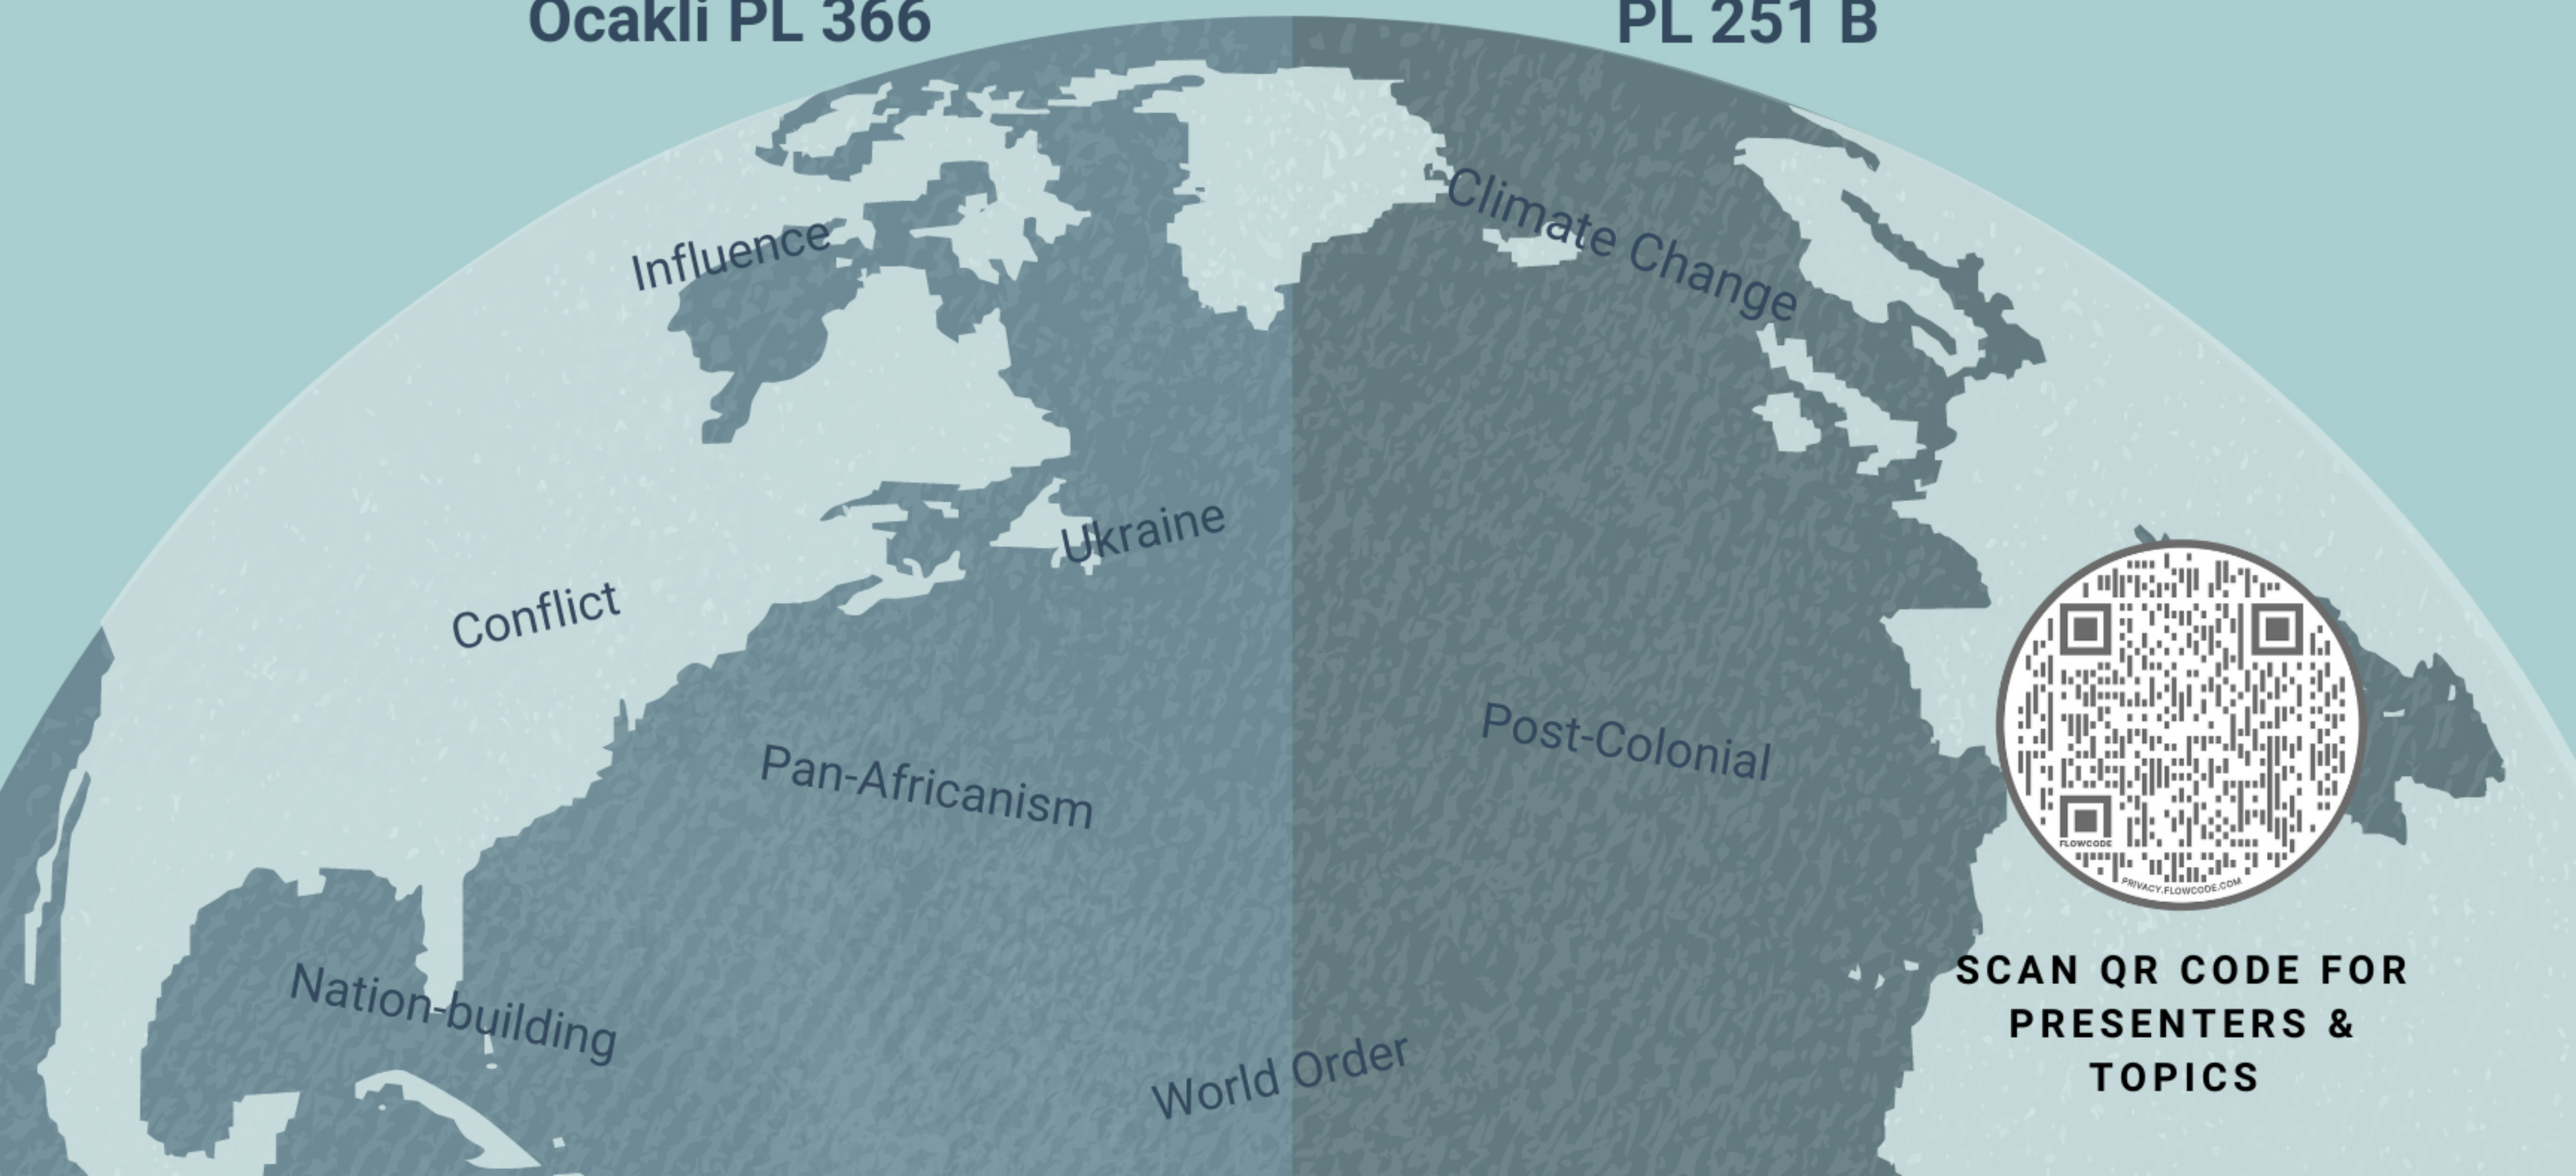 Ocakli PL 366
PL 251 B
Climate Change
Influence
Ukraine
Conflict
Post-Colonial
Pan-Africanism
FLOWCODE
PRIVACY.FLOWCODE.COM
SCAN QR CODE FOR
PRESENTERS &
TOPICS
Nation-building
World Order